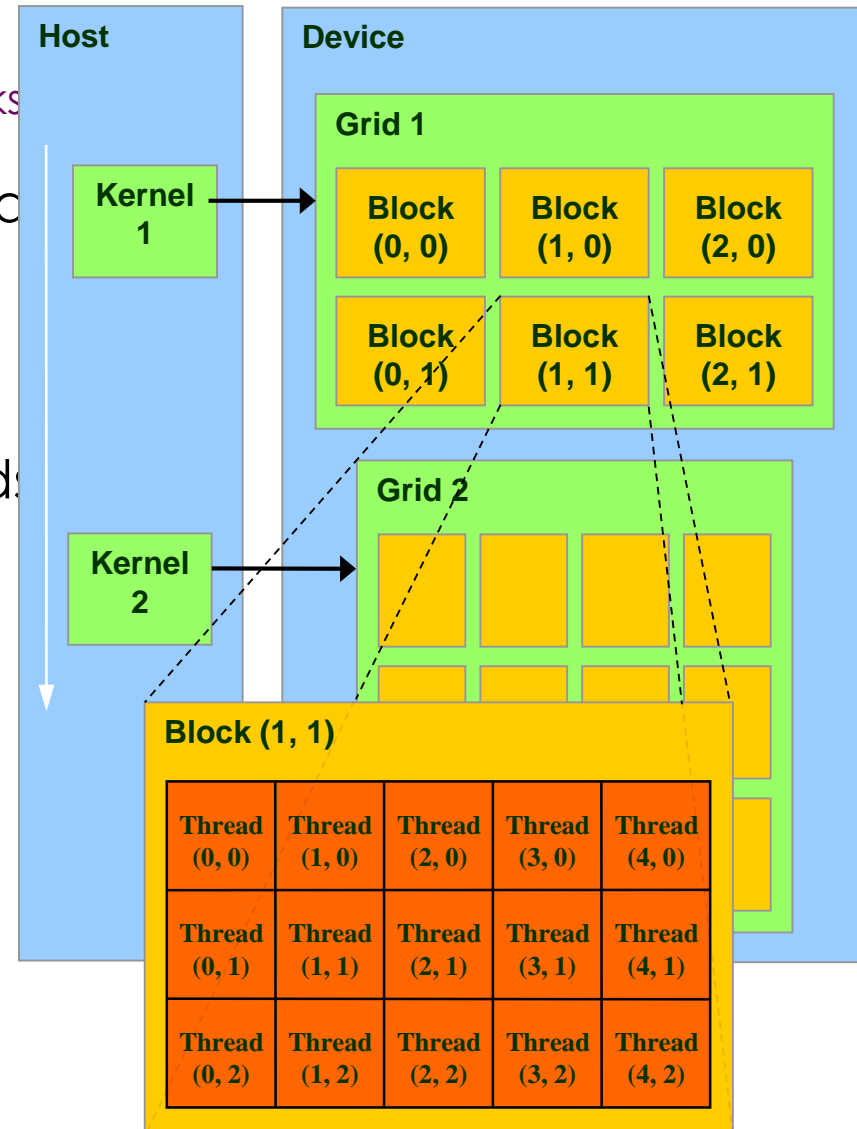 Host
Device
Grid 1
Kernel
1
Block
(0, 0)
Block
(1, 0)
Block
(2, 0)
Block
(0, 1)
Block
(1, 1)
Block
(2, 1)
Grid 2
Kernel
2
Block (1, 1)
Thread
(0, 0)
Thread
(1, 0)
Thread
(2, 0)
Thread
(3, 0)
Thread
(4, 0)
Thread
(0, 1)
Thread
(1, 1)
Thread
(2, 1)
Thread
(3, 1)
Thread
(4, 1)
Thread
(0, 2)
Thread
(1, 2)
Thread
(2, 2)
Thread
(3, 2)
Thread
(4, 2)